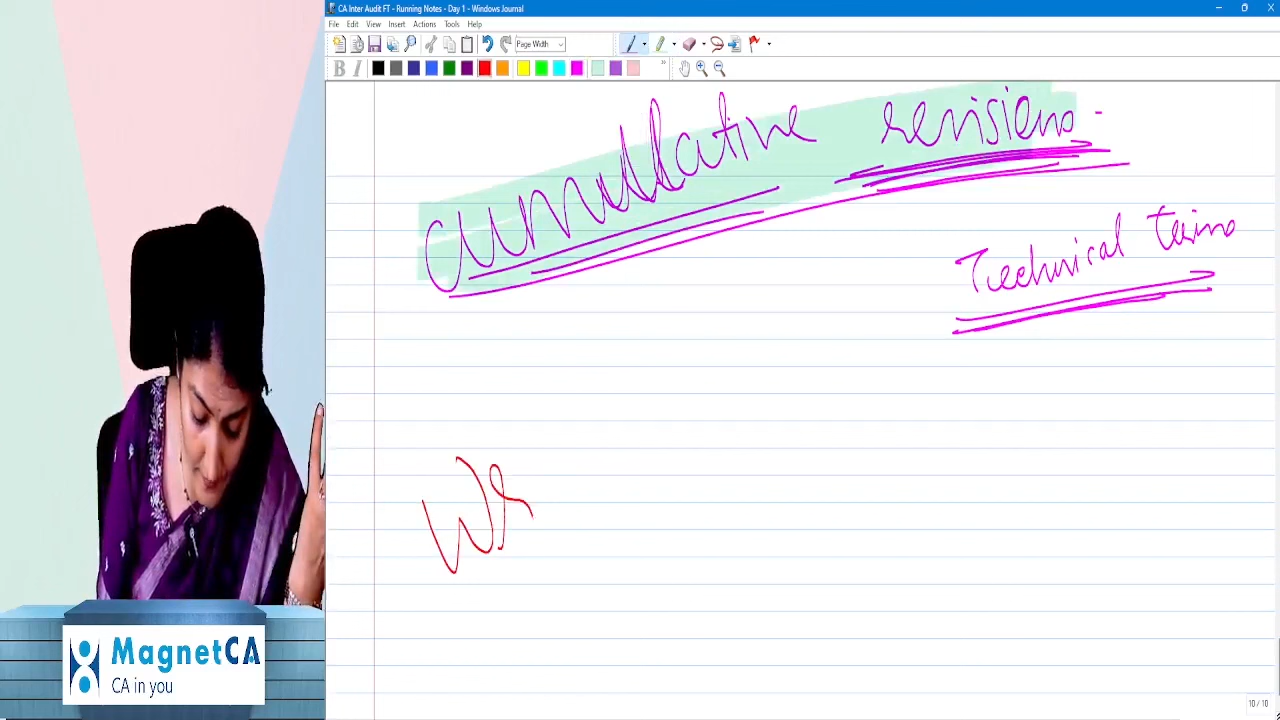 CA Inter Audit FT - Running Notes - Day 1 - Windows Journal
File Edit View Insert Actions Tools Help
Page Width
B I
Cumullative revisions -
Technical terms
MagnetCA
CA in you
10 / 10